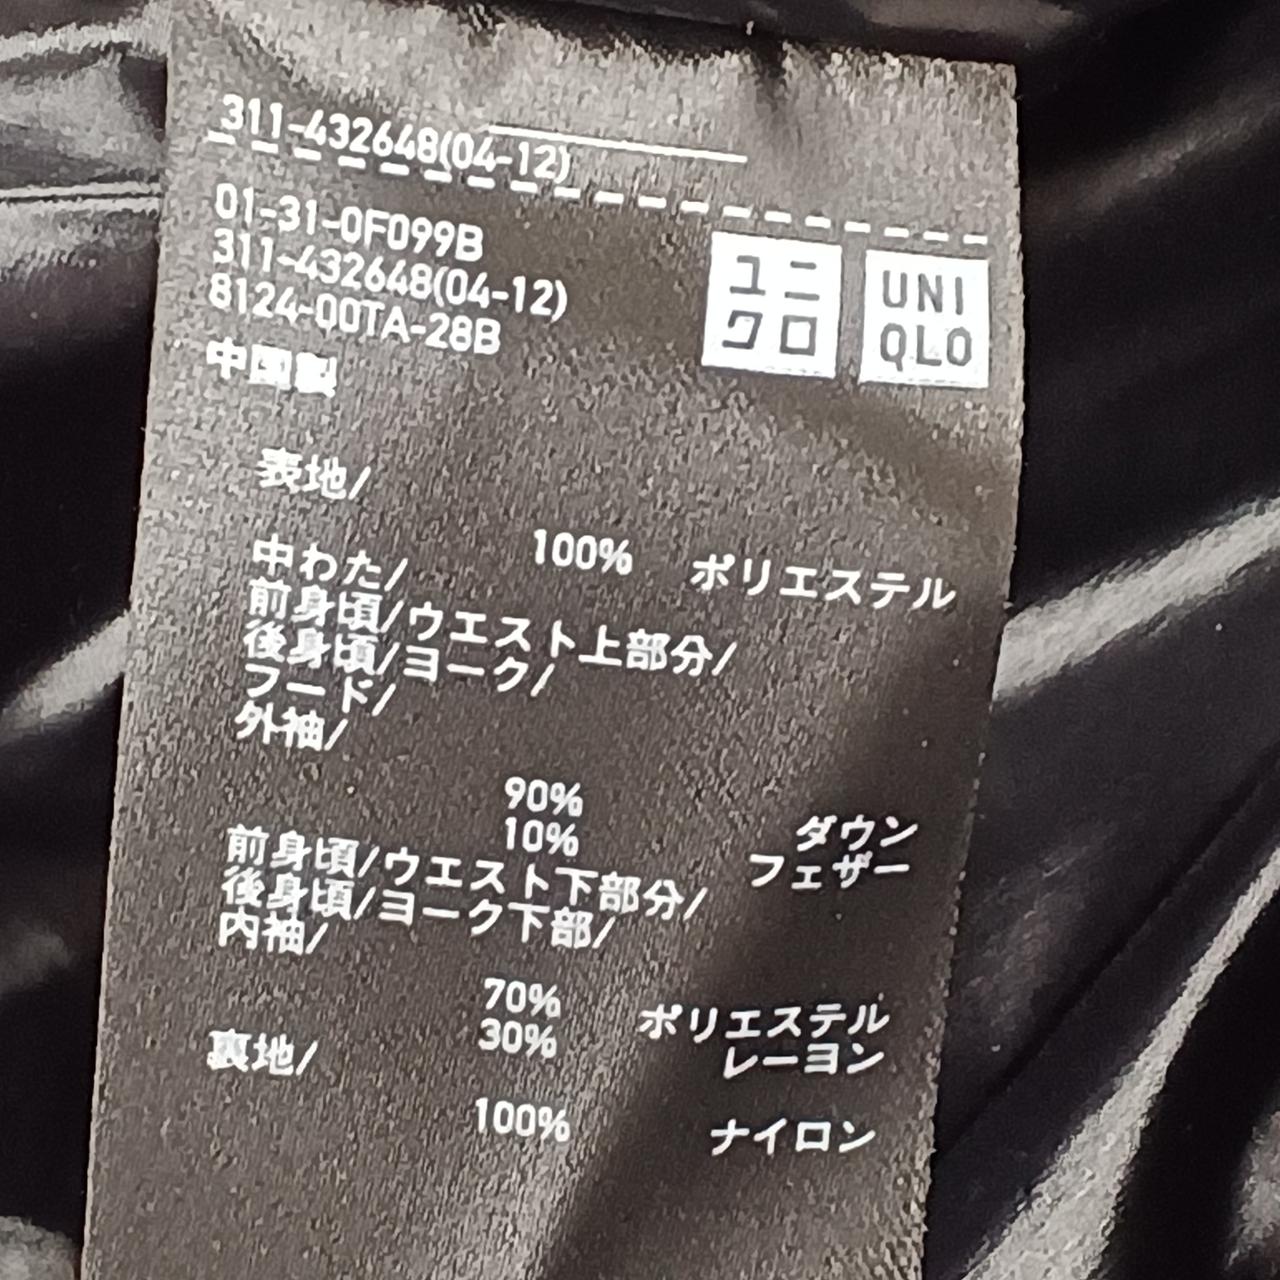 311-432648(04-12)
01-31-0F099B
311-432648(04-12)
8124-00TA-28B
中国製
ユニ
クロ
UNI
QLO
表地/
100% ポリエステル
中わた/
前身頃/ウエスト上部分/
後身頃/ヨーク/
フード/
外袖/
90% ダウン
10% フェザー
前身頃/ウエスト下部分/
後身頃/ヨーク下部/
内袖/
70% ポリエステル
30% レーヨン
裏地/
100% ナイロン